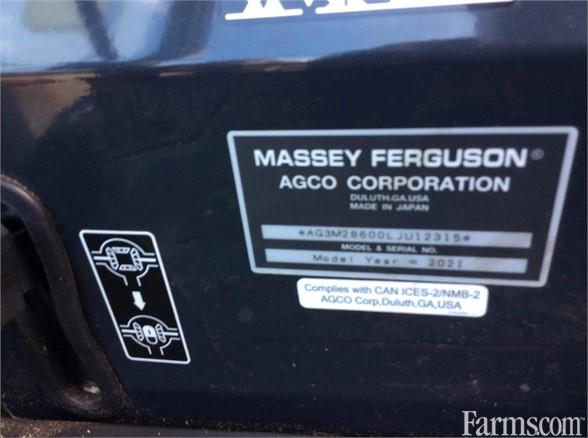 MASSEY FERGUSON®
AGCO CORPORATION
DULUTH.GA.USA
MADE IN JAPAN
*AG3M28600LJU12315*
MODEL & SERIAL NO.
Model Year = 2021
Complies with CAN ICES-2/NMB-2
AGCO Corp,Duluth,GA,USA
Farms.com